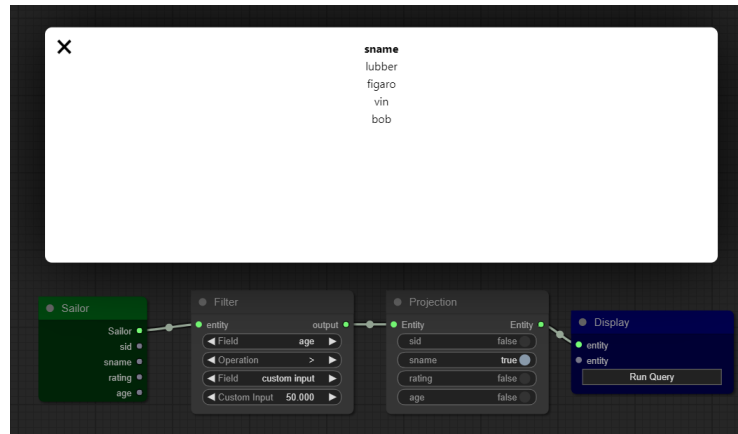 sname
lubber
figaro
vin
bob
Sailor
Sailor
sid
sname
rating
age
Filter
entity output
Field age
Operation >
Field custom input
Custom Input 50.000
Projection
Entity Entity
sid false
sname true
rating false
age false
Display
entity
entity
Run Query